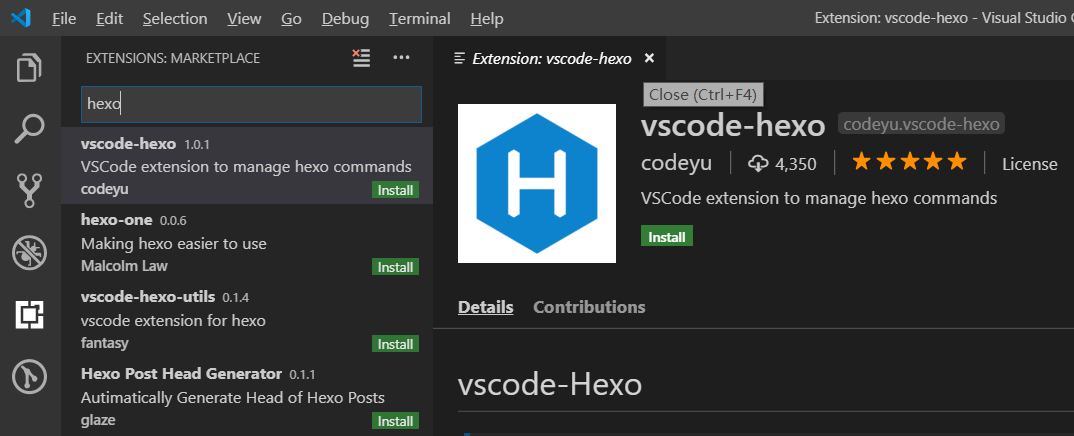 File Edit Selection View Go Debug Terminal Help Extension: vscode-hexo - Visual Studio
EXTENSIONS: MARKETPLACE
Extension: vscode-hexo
hexo
Close (Ctrl+F4)
vscode-hexo 1.0.1
VSCode extension to manage hexo commands
codeyu Install
hexo-one 0.0.6
Making hexo easier to use
Malcolm Law Install
vscode-hexo-utils 0.1.4
vscode extension for hexo
fantasy Install
Hexo Post Head Generator 0.1.1
Autimatically Generate Head of Hexo Posts
glaze Install
H
vscode-hexo codeyu.vscode-hexo
codeyu 4,350 License
VSCode extension to manage hexo commands
Install
Details Contributions
vscode-Hexo